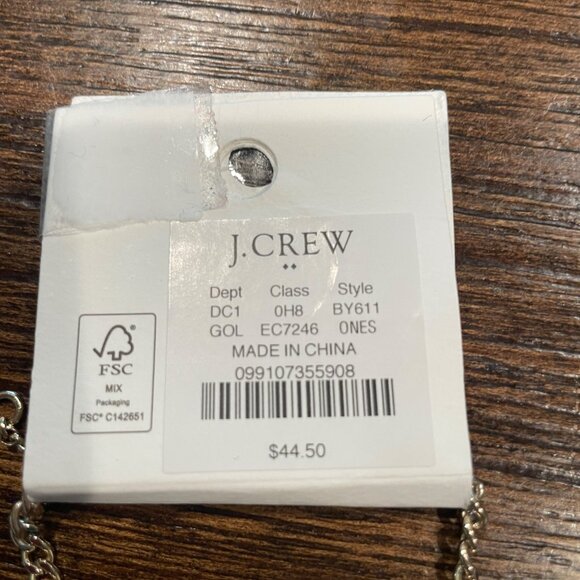 J.CREW
Dept Class Style
DC1 0H8 BY611
GOL EC7246 0NES
MADE IN CHINA
099107355908
$44.50
FSC
MIX
Packaging
FSC® C142651